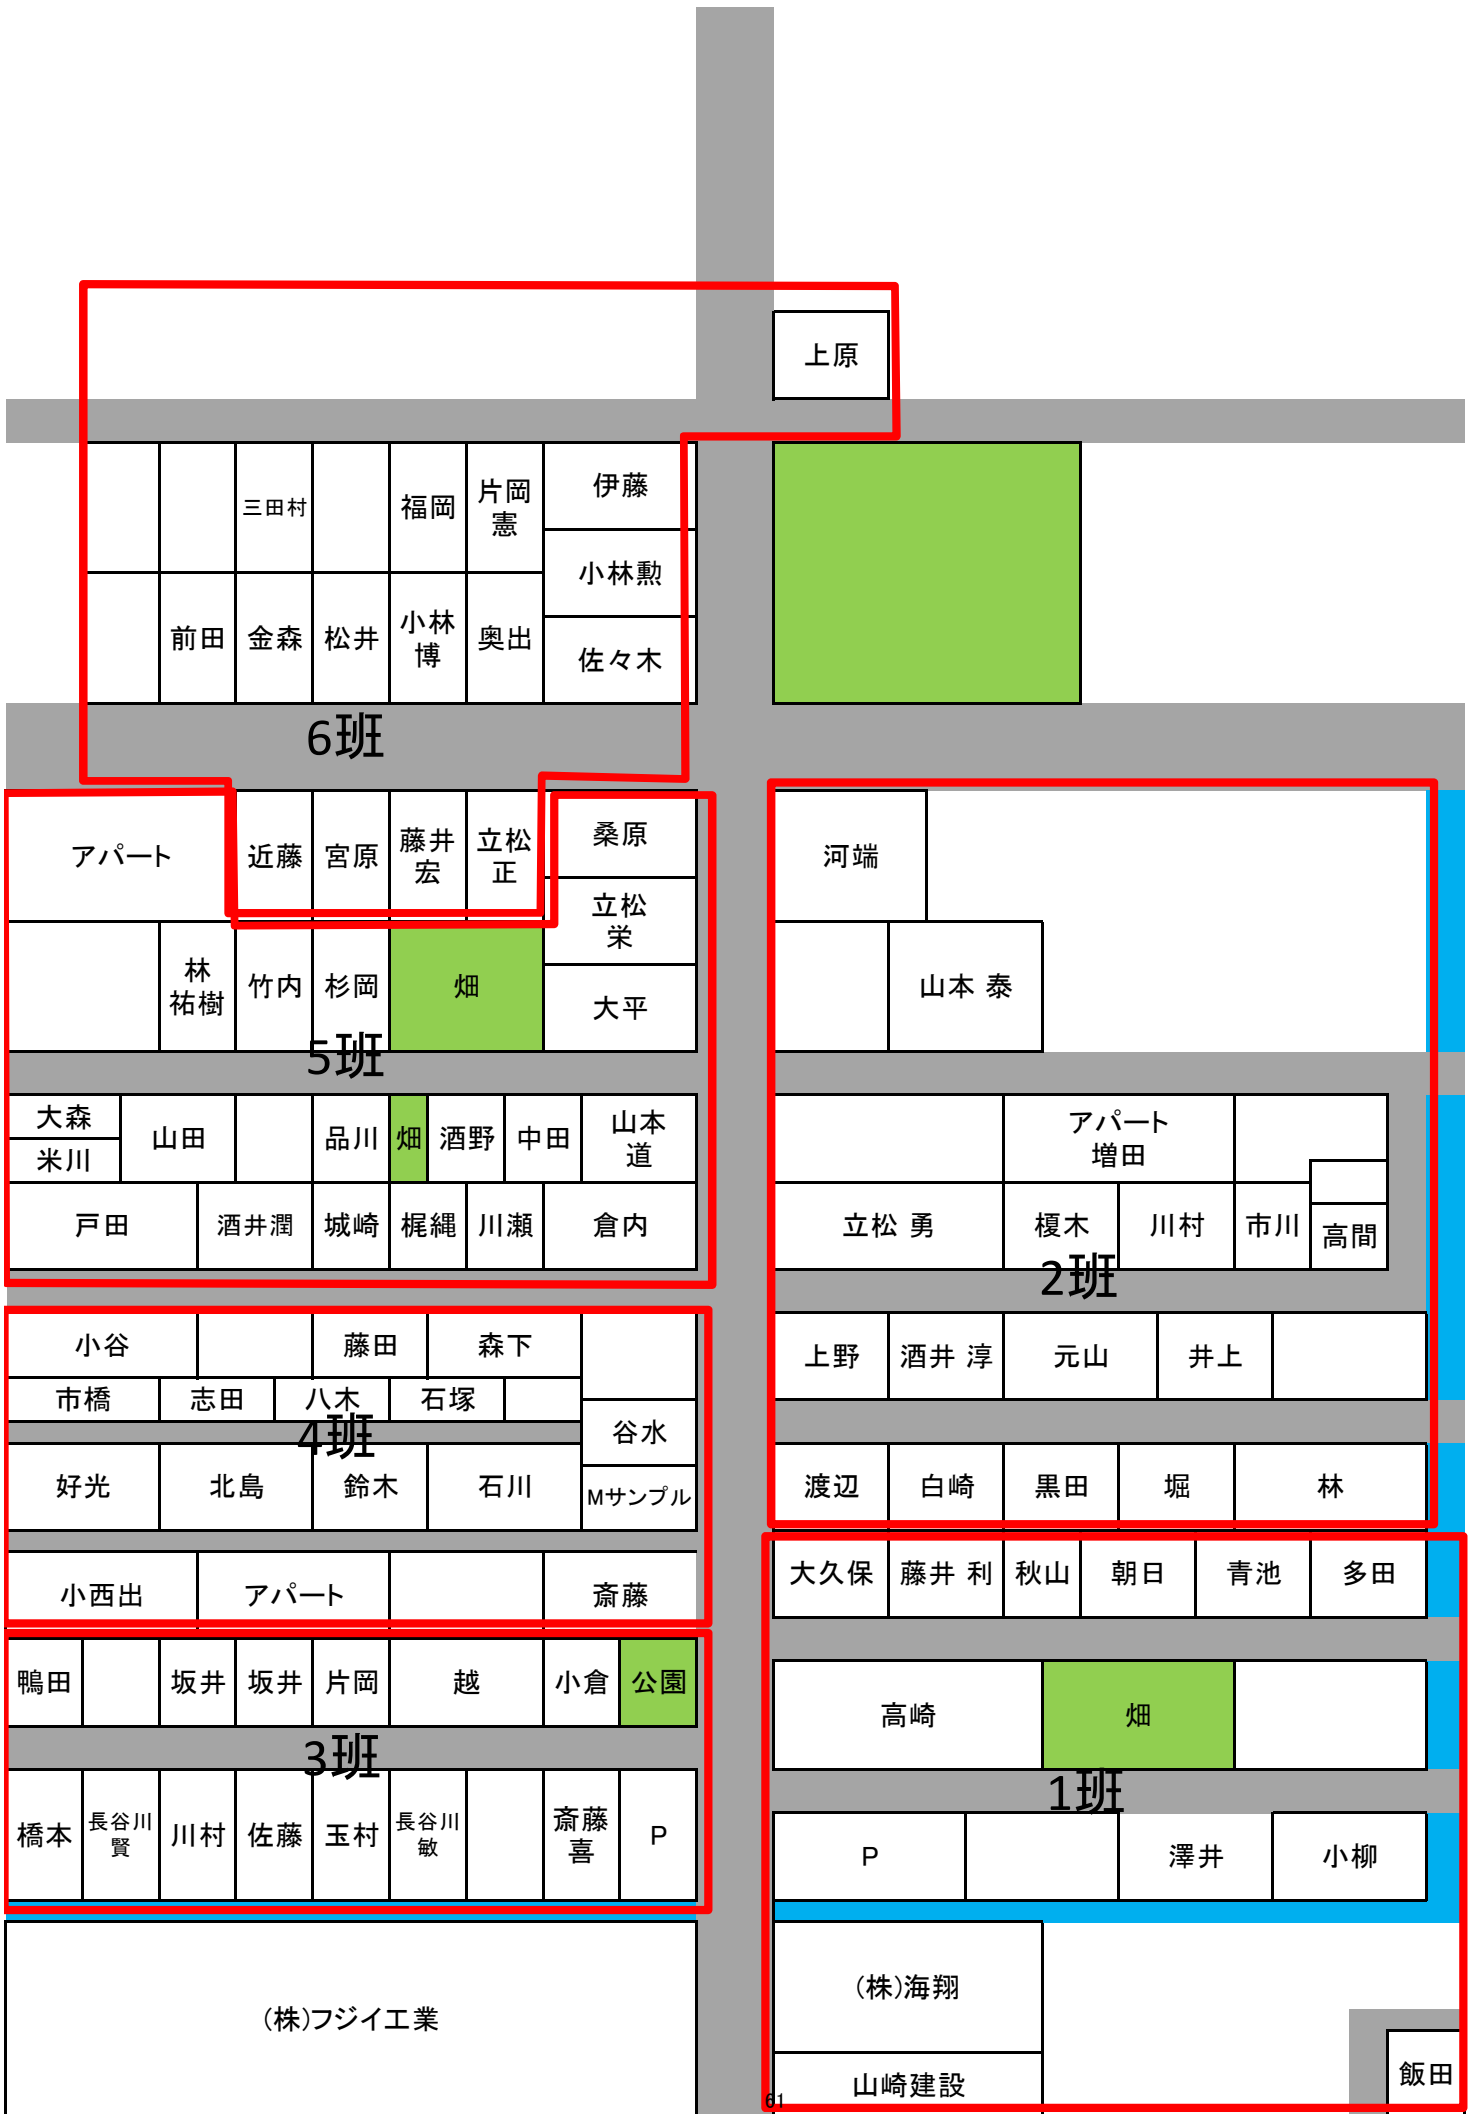 上原
三田村
福岡
片岡
憲
伊藤
小林勲
佐々木
前田
金森
松井
小林
博
奥出
6班
アパート
近藤
宮原
藤井
宏
立松
正
桑原
立松
栄
大平
林
祐樹
竹内
杉岡
畑
5班
大森
米川
山田
品川
畑
酒野
中田
山本
道
戸田
酒井潤
城崎
梶縄
川瀬
倉内
河端
山本 泰
アパート
増田
立松 勇
榎木
川村
市川
高間
2班
上野
酒井 淳
元山
井上
渡辺
白崎
黒田
堀
林
小谷
藤田
森下
市橋
志田
八木
石塚
谷水
4班
好光
北島
鈴木
石川
Mサンプル
小西出
アパート
斎藤
大久保
藤井 利
秋山
朝日
青池
多田
高崎
畑
1班
P
澤井
小柳
鴨田
坂井
坂井
片岡
越
小倉
公園
3班
橋本
長谷川
賢
川村
佐藤
玉村
長谷川
敏
斎藤
喜
P
(株)フジイ工業
(株)海翔
山崎建設
飯田
61